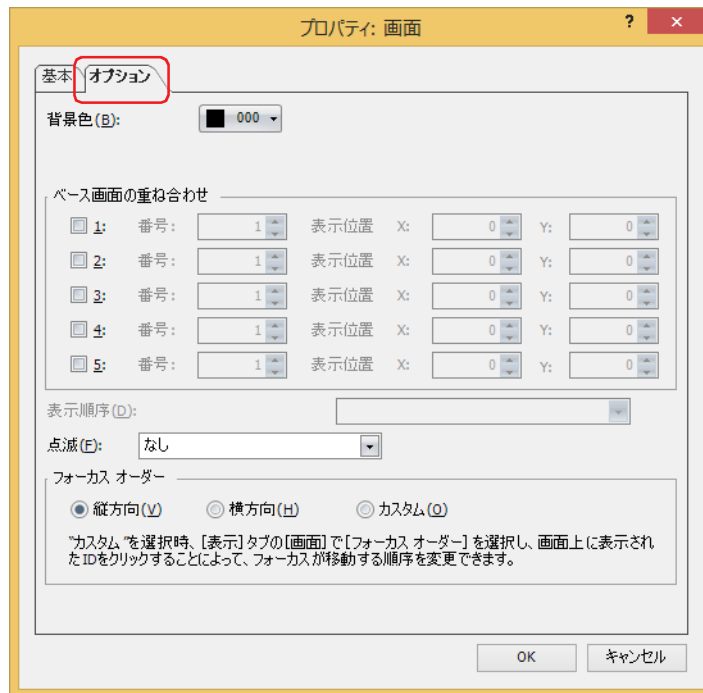 プロパティ: 画面
? ×
基本 オプション
背景色(B): 000
ベース画面の重ね合わせ
1: 番号: 1 表示位置 X: 0 Y: 0
2: 番号: 1 表示位置 X: 0 Y: 0
3: 番号: 1 表示位置 X: 0 Y: 0
4: 番号: 1 表示位置 X: 0 Y: 0
5: 番号: 1 表示位置 X: 0 Y: 0
表示順序(D):
点滅(F): なし
フォーカス オーダー
縦方向(V) 横方向(H) カスタム(O)
"カスタム"を選択時、[表示]タブの[画面]で[フォーカス オーダー]を選択し、画面上に表示され
たIDをクリックすることによって、フォーカスが移動する順序を変更できます。
OK キャンセル